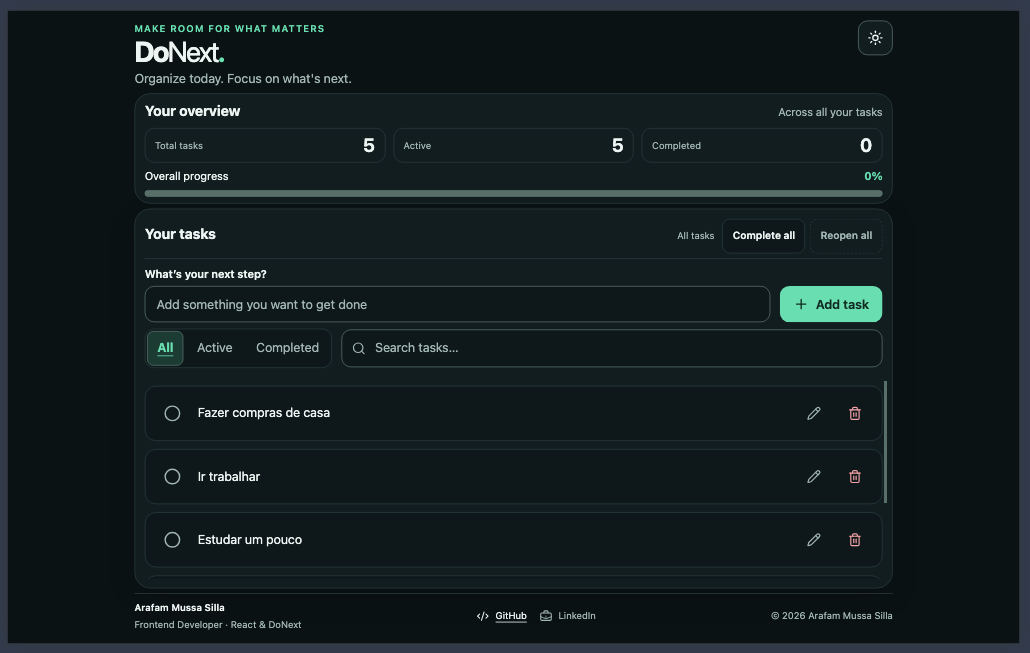 MAKE ROOM FOR WHAT MATTERS
DoNext.
Organize today. Focus on what's next.
Your overview
Across all your tasks
Total tasks 5
Active 5
Completed 0
Overall progress 0%
Your tasks
All tasks
Complete all
Reopen all
What's your next step?
Add something you want to get done
+ Add task
All
Active
Completed
Search tasks...
Fazer compras de casa
Ir trabalhar
Estudar um pouco
Arafam Mussa Silla
Frontend Developer · React & DoNext
GitHub
LinkedIn
© 2026 Arafam Mussa Silla